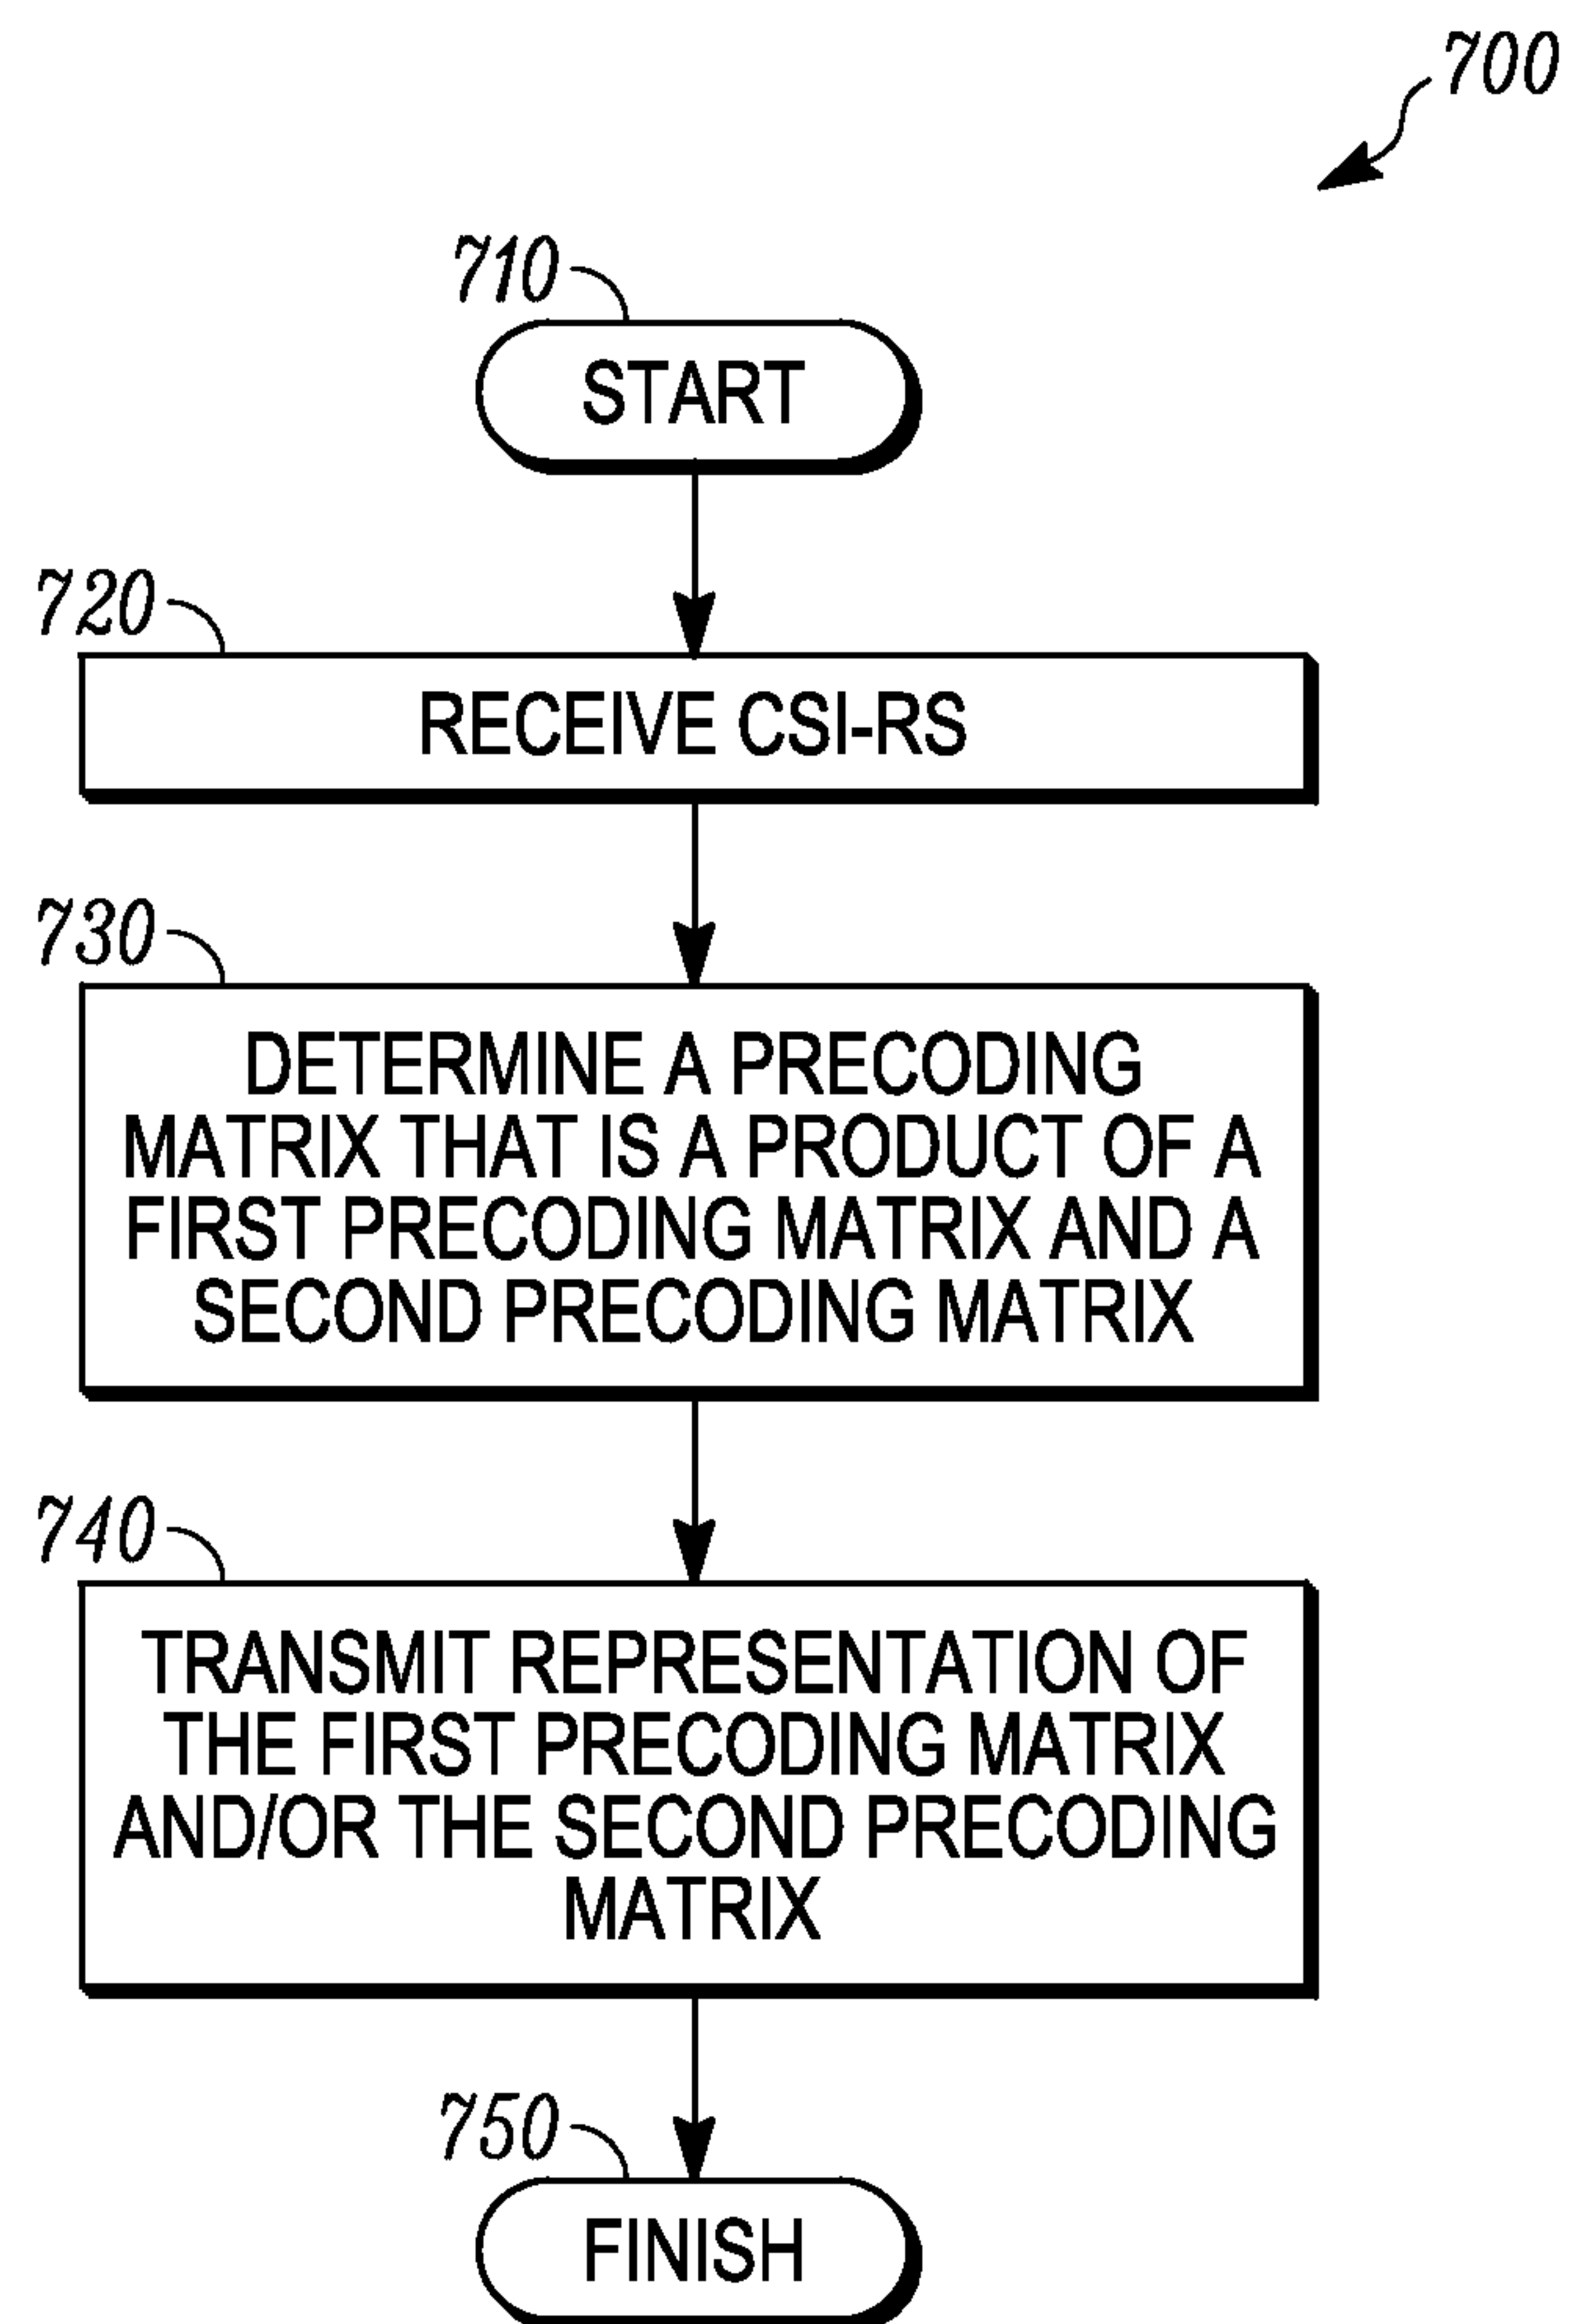 700
710
START
720
RECEIVE CSI-RS
730
DETERMINE A PRECODING
MATRIX THAT IS A PRODUCT OF A
FIRST PRECODING MATRIX AND A
SECOND PRECODING MATRIX
740
TRANSMIT REPRESENTATION OF
THE FIRST PRECODING MATRIX
AND/OR THE SECOND PRECODING
MATRIX
750
FINISH